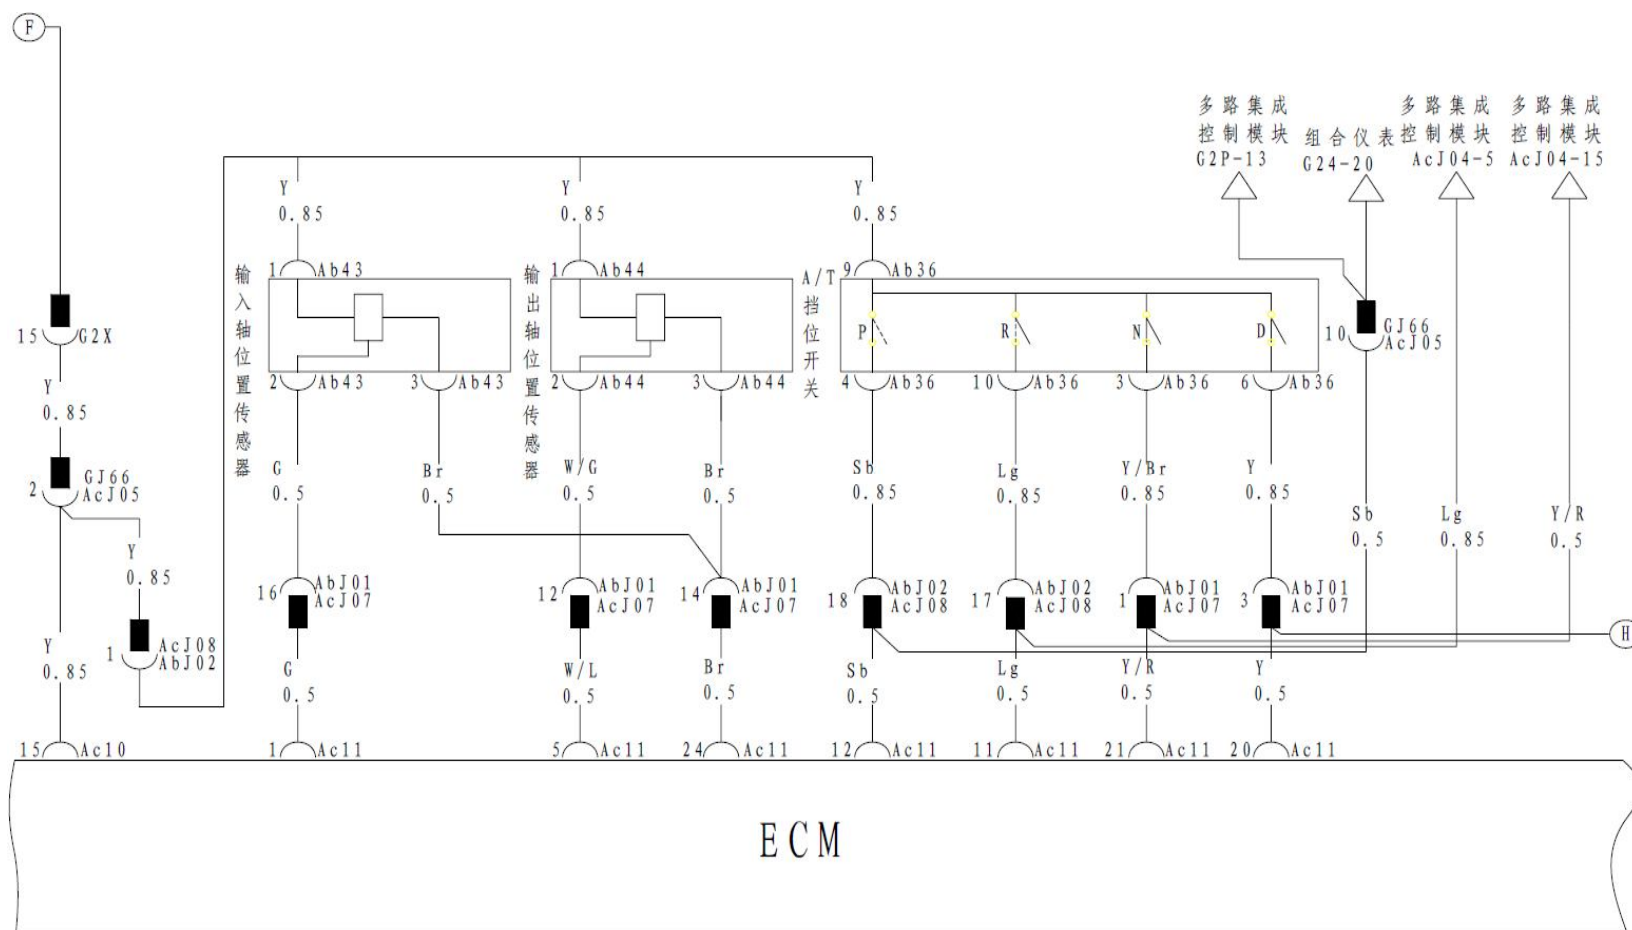 F
多路集成
控制模块
G2P-13
组合仪表
G24-20
多路集成
控制模块
AcJ04-5
多路集成
控制模块
AcJ04-15
Y
0.85
Y
0.85
Y
0.85
输入轴位置传感器
1 Ab43
输出轴位置传感器
1 Ab44
A/T
挡位开关
9 Ab36
15 G2X
P
R
N
D
10 GJ66
AcJ05
2 Ab43
3 Ab43
2 Ab44
3 Ab44
4 Ab36
10 Ab36
3 Ab36
6 Ab36
Y
0.85
2 GJ66
AcJ05
G
0.5
Br
0.5
W/G
0.5
Br
0.5
Sb
0.85
Lg
0.85
Y/Br
0.85
Y
0.85
Sb
0.5
Lg
0.85
Y/R
0.5
Y
0.85
16 AbJ01
AcJ07
12 AbJ01
AcJ07
14 AbJ01
AcJ07
18 AbJ02
AcJ08
17 AbJ02
AcJ08
1 AbJ01
AcJ07
3 AbJ01
AcJ07
H
1 AcJ08
AbJ02
Y
0.85
G
0.5
W/L
0.5
Br
0.5
Sb
0.5
Lg
0.5
Y/R
0.5
Y
0.5
15 Ac10
1 Ac11
5 Ac11
24 Ac11
12 Ac11
11 Ac11
21 Ac11
20 Ac11
ECM